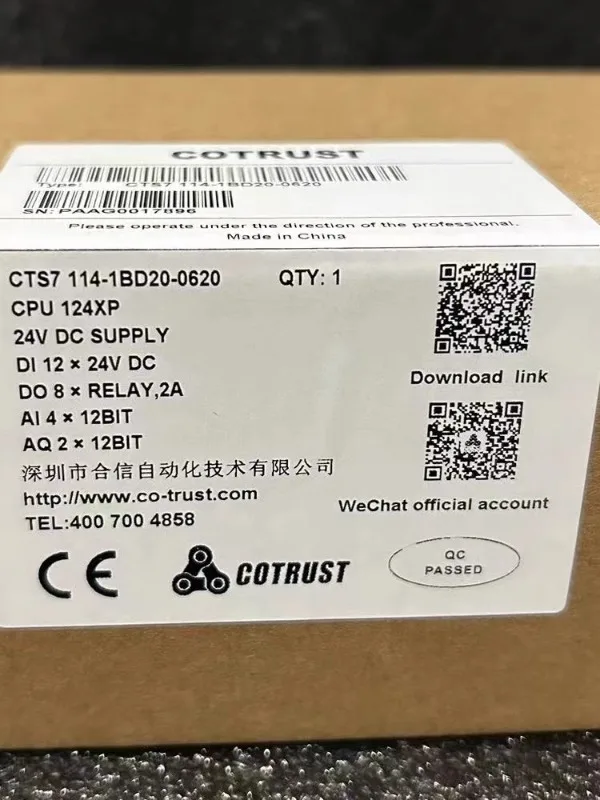 COTRUST
Type: CTS7 114-1BD20-0620
SN: PAAG0017896
Please operate under the direction of the professional.
Made in China
CTS7 114-1BD20-0620 QTY: 1
CPU 124XP
24V DC SUPPLY
DI 12 × 24V DC
DO 8 × RELAY,2A
AI 4 × 12BIT
AQ 2 × 12BIT
深圳市合信自动化技术有限公司
http://www.co-trust.com
TEL:400 700 4858
Download link
WeChat official account
CE
COTRUST
QC
PASSED